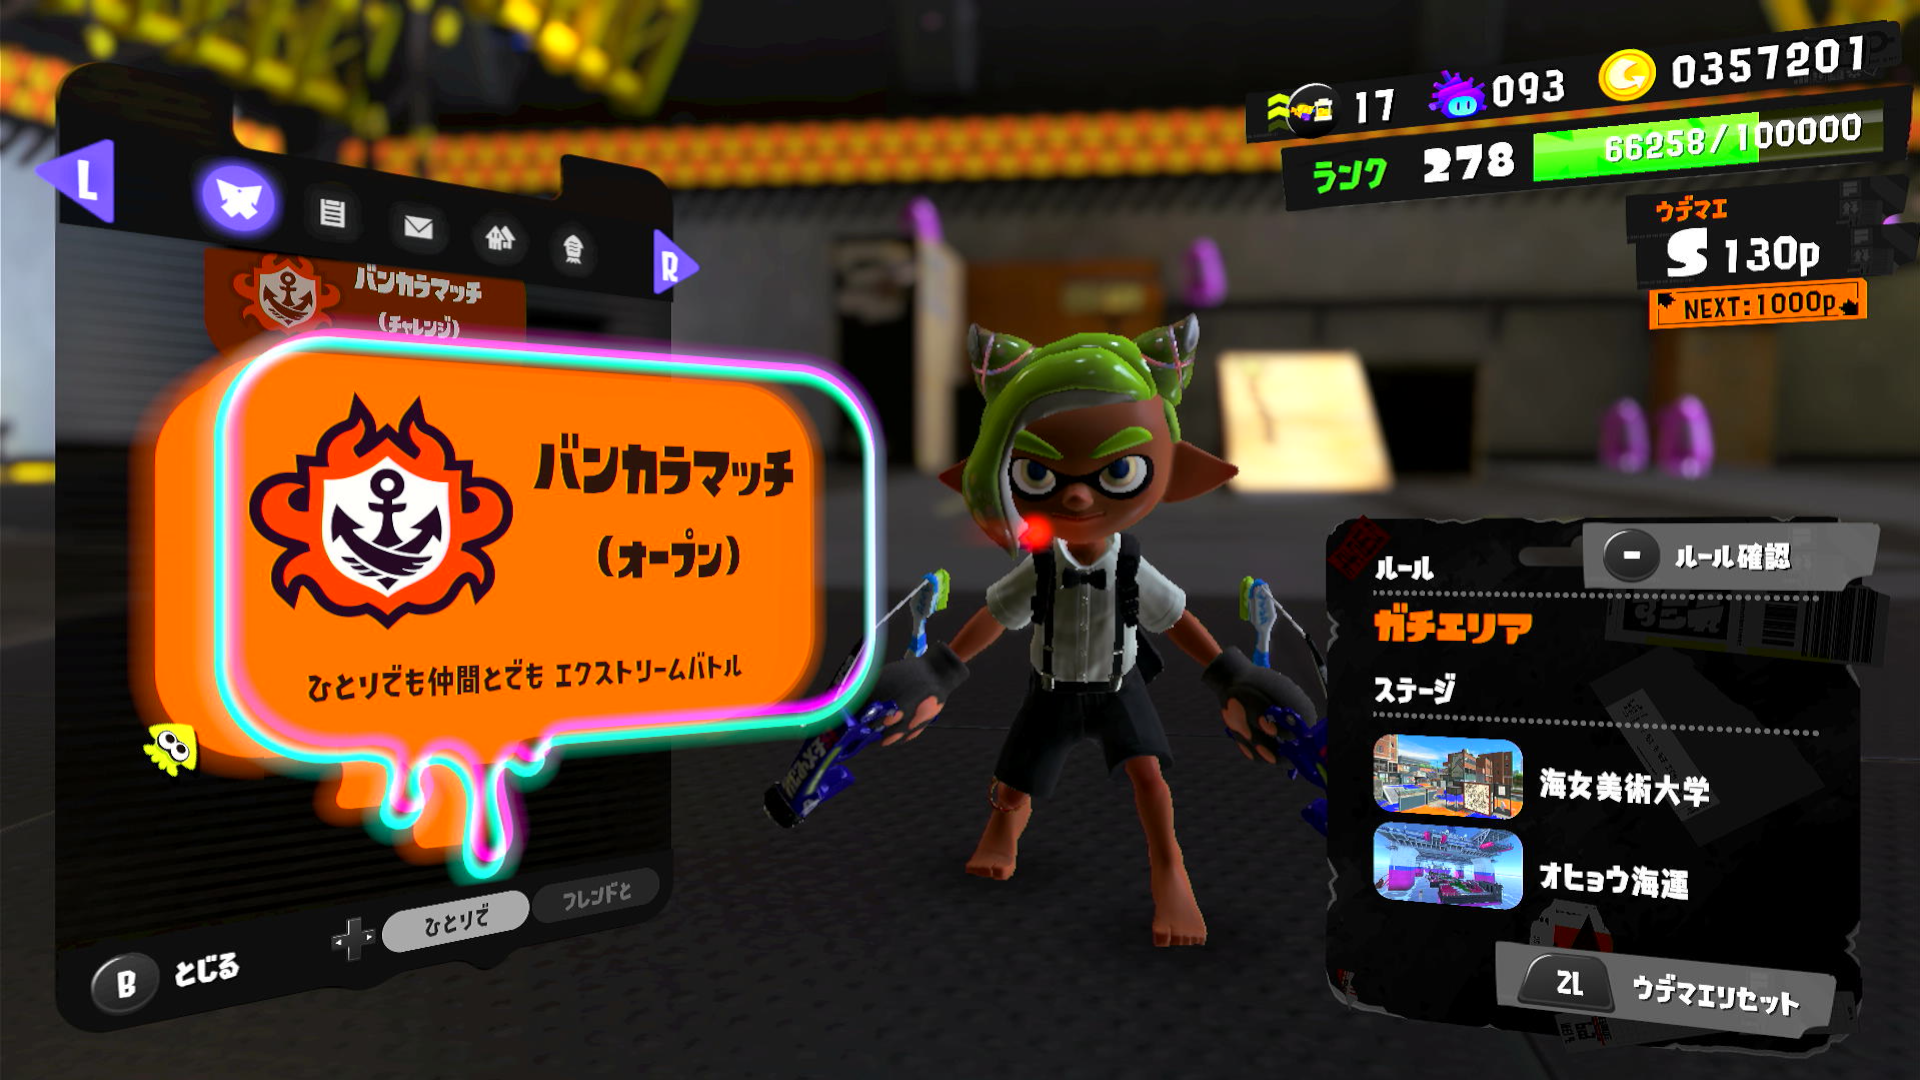 17
093
0357201
ランク 278 66258/100000
ウデマエ
S 130p
NEXT:1000p
L
R
バンカラマッチ
(チャレンジ)
バンカラマッチ
(オープン)
ひとりでも仲間とでも エクストリームバトル
ひとりで
フレンドと
B とじる
- ルール確認
ルール
ガチエリア
ステージ
海女美術大学
オヒョウ海運
ZL ウデマエリセット